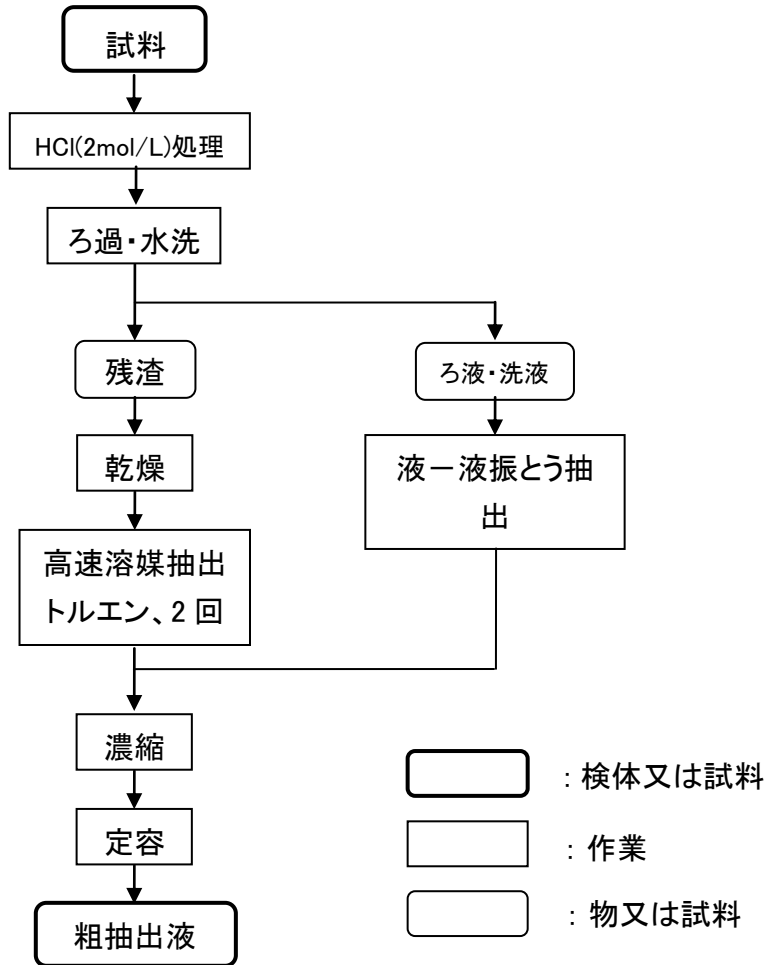 試料
HCl(2mol/L)処理
ろ過・水洗
残渣
ろ液・洗液
乾燥
液－液振とう抽
出
高速溶媒抽出
トルエン、2回
濃縮
定容
粗抽出液
：検体又は試料
：作業
：物又は試料